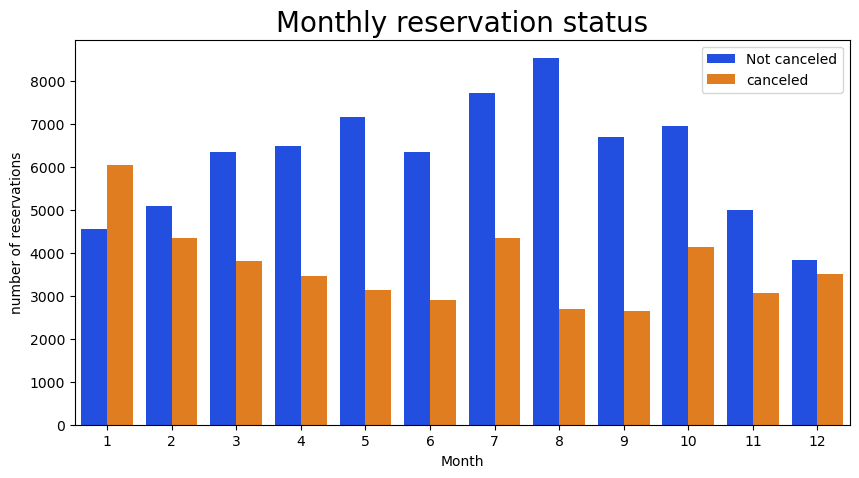 Monthly reservation status
Not canceled
canceled
number of reservations
8000
7000
6000
5000
4000
3000
2000
1000
0
1 2 3 4 5 6 7 8 9 10 11 12
Month